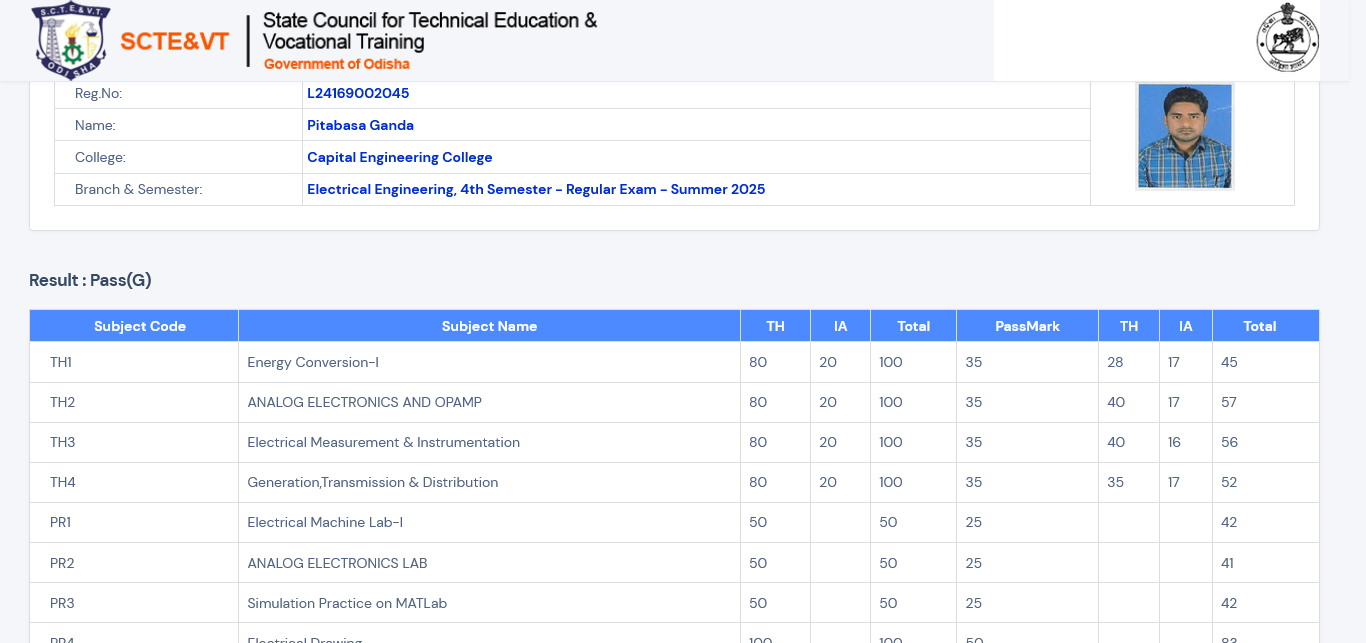 S.C.T.E.& V.T.
ODISHA
SCTE&VT
State Council for Technical Education &
Vocational Training
Government of Odisha
Reg.No: L24169002045
Name: Pitabasa Ganda
College: Capital Engineering College
Branch & Semester: Electrical Engineering, 4th Semester - Regular Exam - Summer 2025
Result : Pass(G)
Subject Code Subject Name TH IA Total PassMark TH IA Total
TH1 Energy Conversion-I 80 20 100 35 28 17 45
TH2 ANALOG ELECTRONICS AND OPAMP 80 20 100 35 40 17 57
TH3 Electrical Measurement & Instrumentation 80 20 100 35 40 16 56
TH4 Generation,Transmission & Distribution 80 20 100 35 35 17 52
PR1 Electrical Machine Lab-I 50 50 25 42
PR2 ANALOG ELECTRONICS LAB 50 50 25 41
PR3 Simulation Practice on MATLab 50 50 25 42
PR4 Electrical Drawing 100 100 50 83